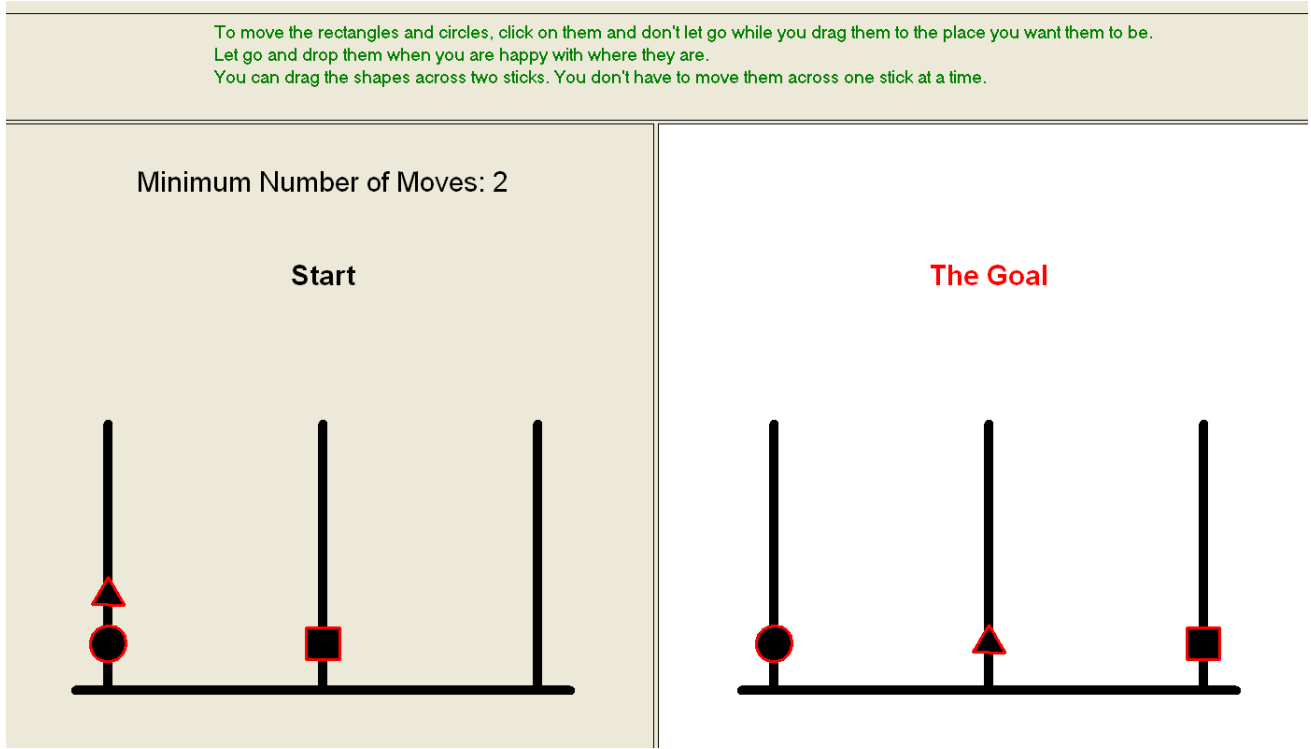 To move the rectangles and circles, click on them and don't let go while you drag them to the place you want them to be.
Let go and drop them when you are happy with where they are.
You can drag the shapes across two sticks. You don't have to move them across one stick at a time.
Minimum Number of Moves: 2
Start
The Goal